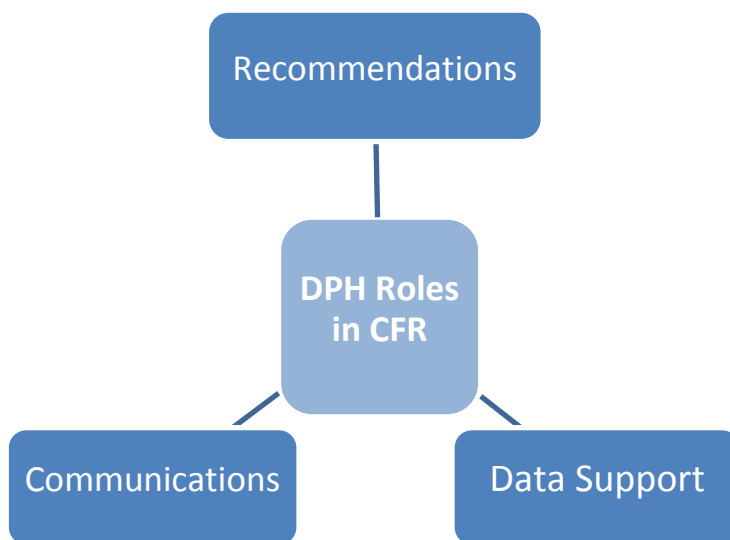 Recommendations
DPH Roles
in CFR
Communications
Data Support